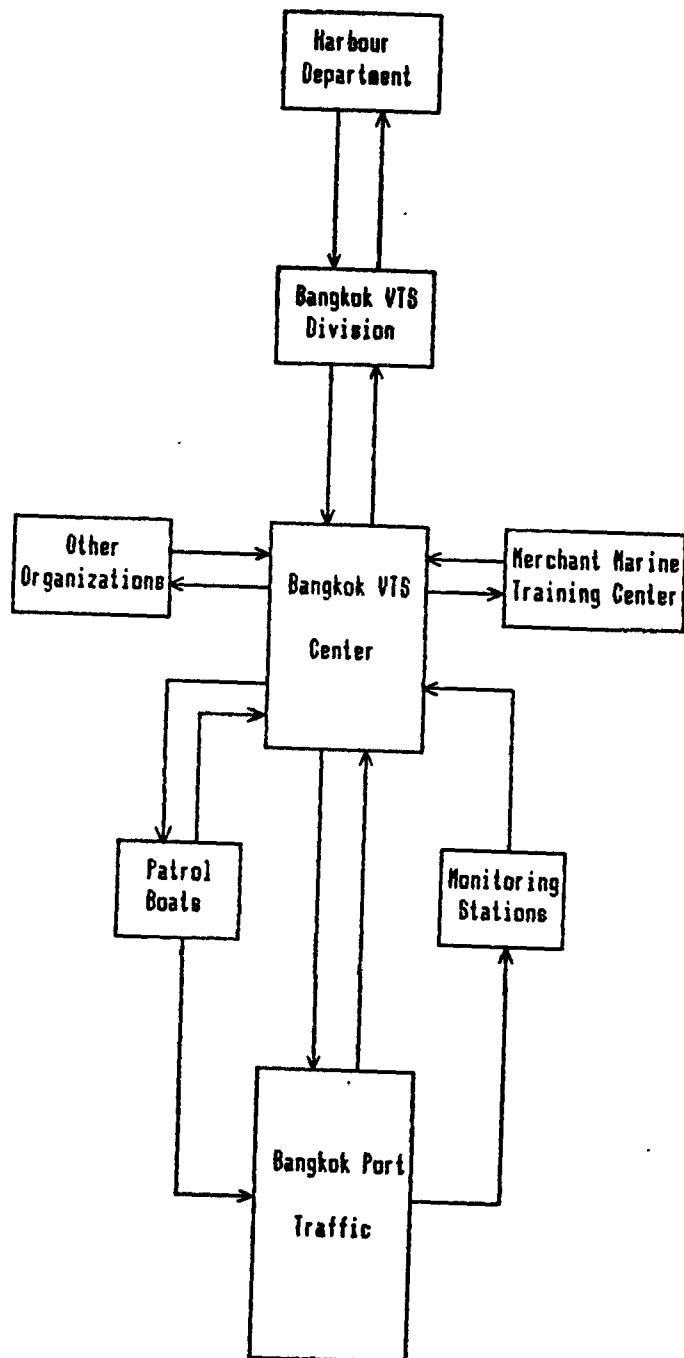 Harbour
Department
Bangkok VTS
Division
Other
Organizations
Bangkok VTS
Center
Merchant Marine
Training Center
Patrol
Boats
Monitoring
Stations
Bangkok Port
Traffic